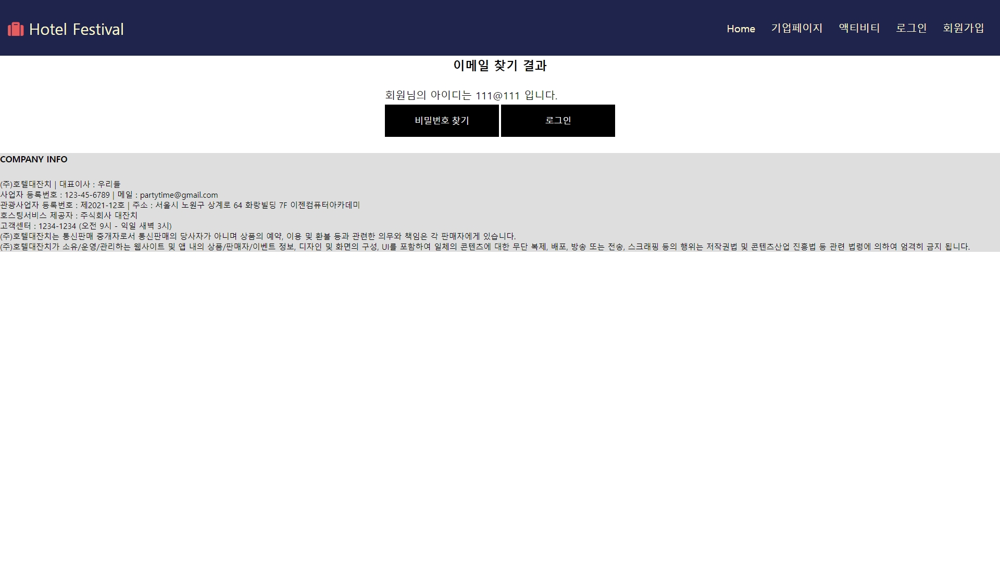 Hotel Festival
Home 기업페이지 액티비티 로그인 회원가입
이메일 찾기 결과
회원님의 아이디는 111@111 입니다.
비밀번호 찾기 로그인
COMPANY INFO
(주)호텔대잔치 | 대표이사 : 우리들
사업자 등록번호 : 123-45-6789 | 메일 : partytime@gmail.com
관광사업자 등록번호 : 제2021-12호 | 주소 : 서울시 노원구 상계로 64 화랑빌딩 7F 이젠컴퓨터아카데미
호스팅서비스 제공자 : 주식회사 대잔치
고객센터 : 1234-1234 (오전 9시 - 익일 새벽 3시)
(주)호텔대잔치는 통신판매 중개자로서 통신판매의 당사자가 아니며 상품의 예약, 이용 및 환불 등과 관련한 의무와 책임은 각 판매자에게 있습니다.
(주)호텔대잔치가 소유/운영/관리하는 웹사이트 및 앱 내의 상품/판매자/이벤트 정보, 디자인 및 화면의 구성, UI를 포함하여 일체의 콘텐츠에 대한 무단 복제, 배포, 방송 또는 전송, 스크래핑 등의 행위는 저작권법 및 콘텐츠산업 진흥법 등 관련 법령에 의하여 엄격히 금지 됩니다.